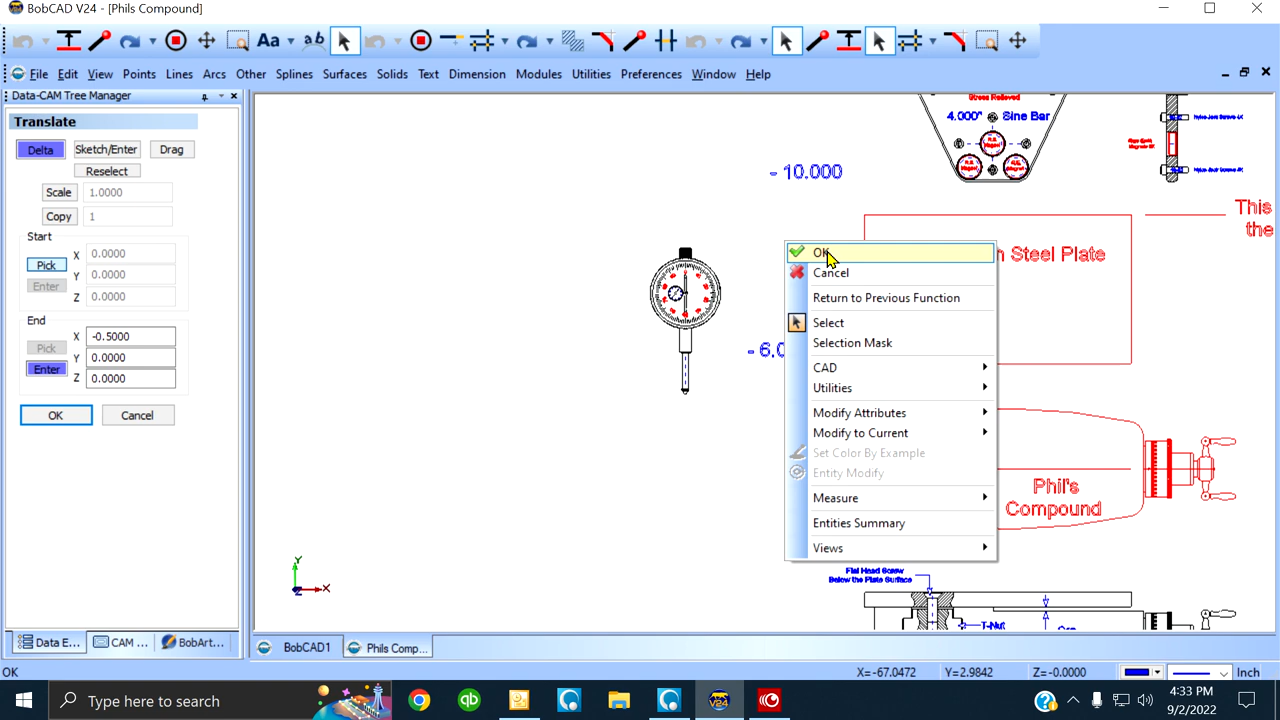 BobCAD V24 - [Phils Compound]
File Edit View Points Lines Arcs Other Splines Surfaces Solids Text Dimension Modules Utilities Preferences Window Help
Data-CAM Tree Manager
Translate
Delta Sketch/Enter Drag
Reselect
Scale 1.0000
Copy 1
Start
Pick X 0.0000
Y 0.0000
Enter Z 0.0000
End
X -0.5000
Pick Y 0.0000
Enter Z 0.0000
OK Cancel
Data E... CAM ... BobArt...
Stress Relieved
4.000" Sine Bar
- 10.000
This
the
n Steel Plate
- 6.0
OK
Cancel
Return to Previous Function
Select
Selection Mask
CAD
Utilities
Modify Attributes
Modify to Current
Set Color By Example
Entity Modify
Measure
Entities Summary
Views
Phil's
Compound
Flat Head Screw
Below the Plate Surface
T-Nut
Y
X
Z
BobCAD1 Phils Comp...
OK X=-67.0472 Y=2.9842 Z=-0.0000 Inch
Type here to search
4:33 PM
9/2/2022